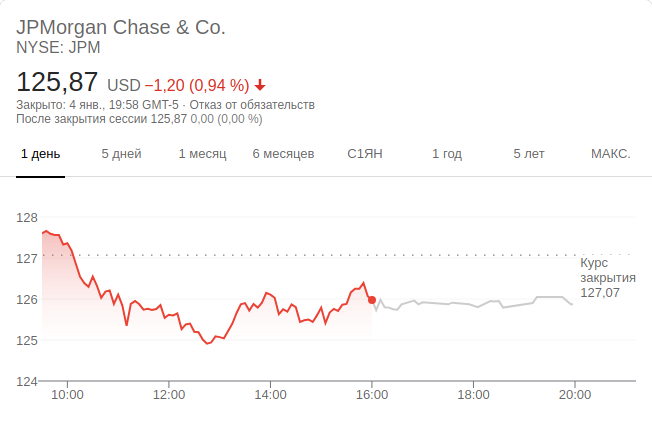 JPMorgan Chase & Co.
NYSE: JPM
125,87 USD −1,20 (0,94 %)
Закрыто: 4 янв., 19:58 GMT-5 · Отказ от обязательств
После закрытия сессии 125,87 0,00 (0,00 %)
1 день 5 дней 1 месяц 6 месяцев С1ЯН 1 год 5 лет МАКС.
128
127
Курс
закрытия
127,07
126
125
124
10:00 12:00 14:00 16:00 18:00 20:00